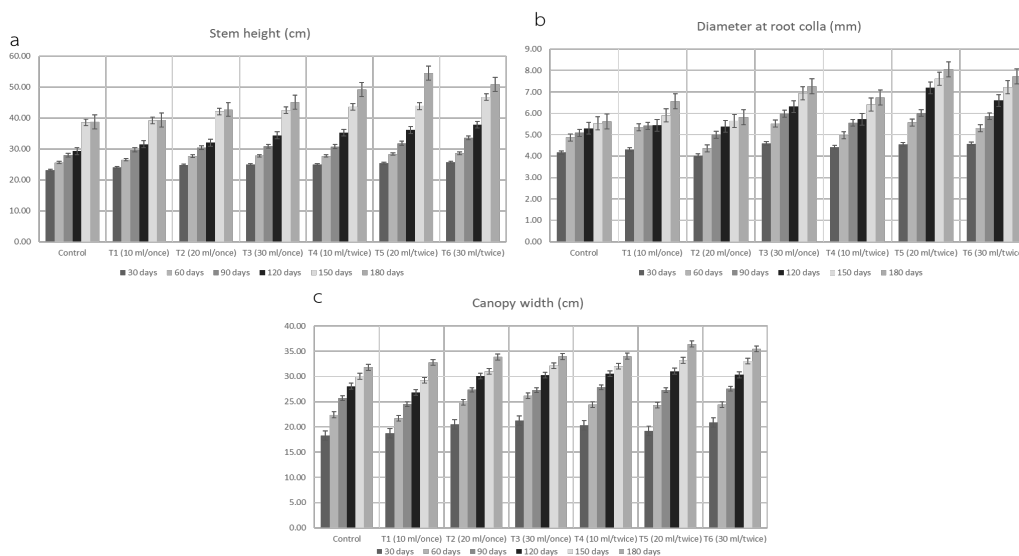 a
Stem height (cm)
60.00
50.00
40.00
30.00
20.00
10.00
0.00
Control T1 (10 ml/once) T2 (20 ml/once) T3 (30 ml/once) T4 (10 ml/twice) T5 (20 ml/twice) T6 (30 ml/twice)
30 days 60 days 90 days 120 days 150 days 180 days
b
Diameter at root colla (mm)
9.00
8.00
7.00
6.00
5.00
4.00
3.00
2.00
1.00
0.00
Control T1 (10 ml/once) T2 (20 ml/once) T3 (30 ml/once) T4 (10 ml/twice) T5 (20 ml/twice) T6 (30 ml/twice)
30 days 60 days 90 days 120 days 150 days 180 days
c
Canopy width (cm)
40.00
35.00
30.00
25.00
20.00
15.00
10.00
5.00
0.00
Control T1 (10 ml/once) T2 (20 ml/once) T3 (30 ml/once) T4 (10 ml/twice) T5 (20 ml/twice) T6 (30 ml/twice)
30 days 60 days 90 days 120 days 150 days 180 days